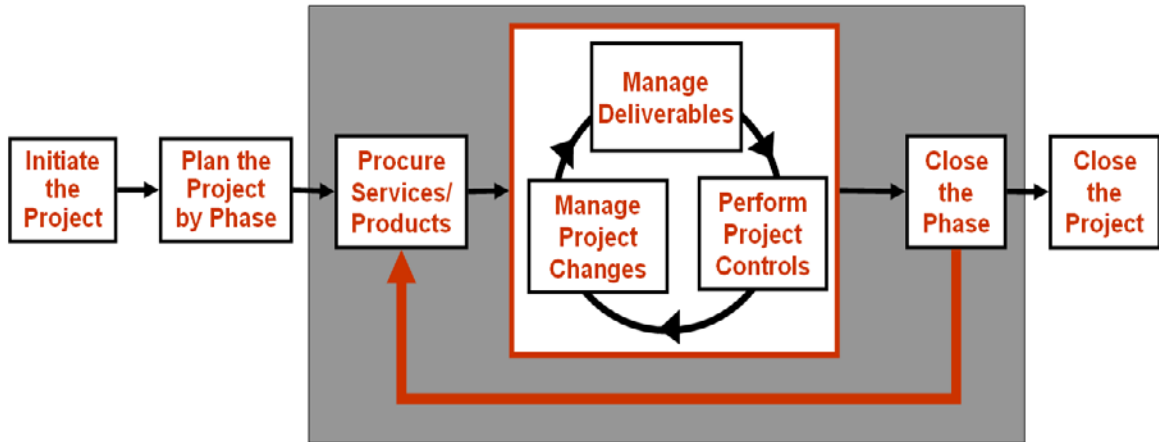 Initiate
the
Project
Plan the
Project
by Phase
Procure
Services/
Products
Manage
Deliverables
Perform
Project
Controls
Manage
Project
Changes
Close
the
Phase
Close
the
Project